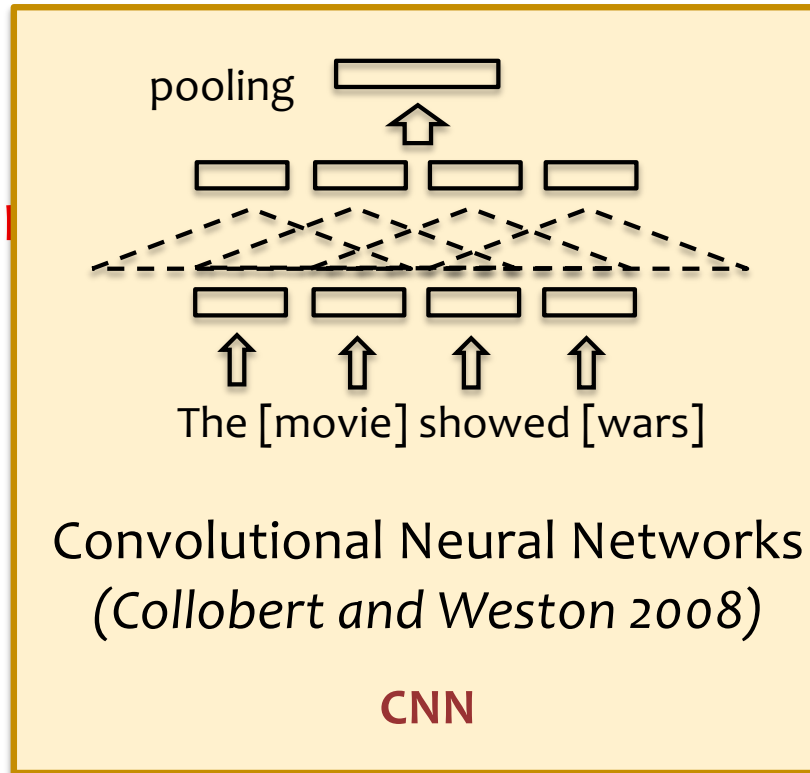 pooling
The [movie] showed [wars]
Convolutional Neural Networks
(Collobert and Weston 2008)
CNN